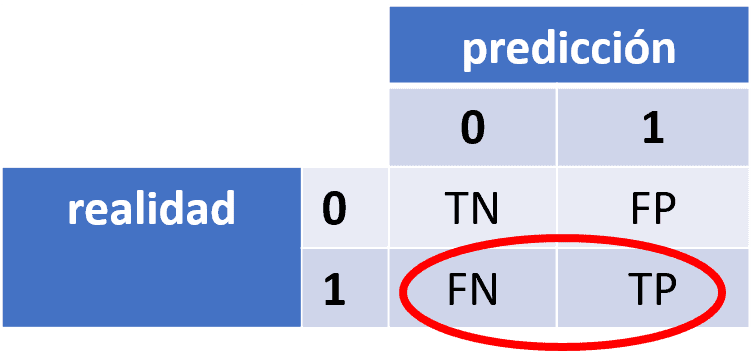 predicción
0 1
realidad 0 TN FP
1 FN TP